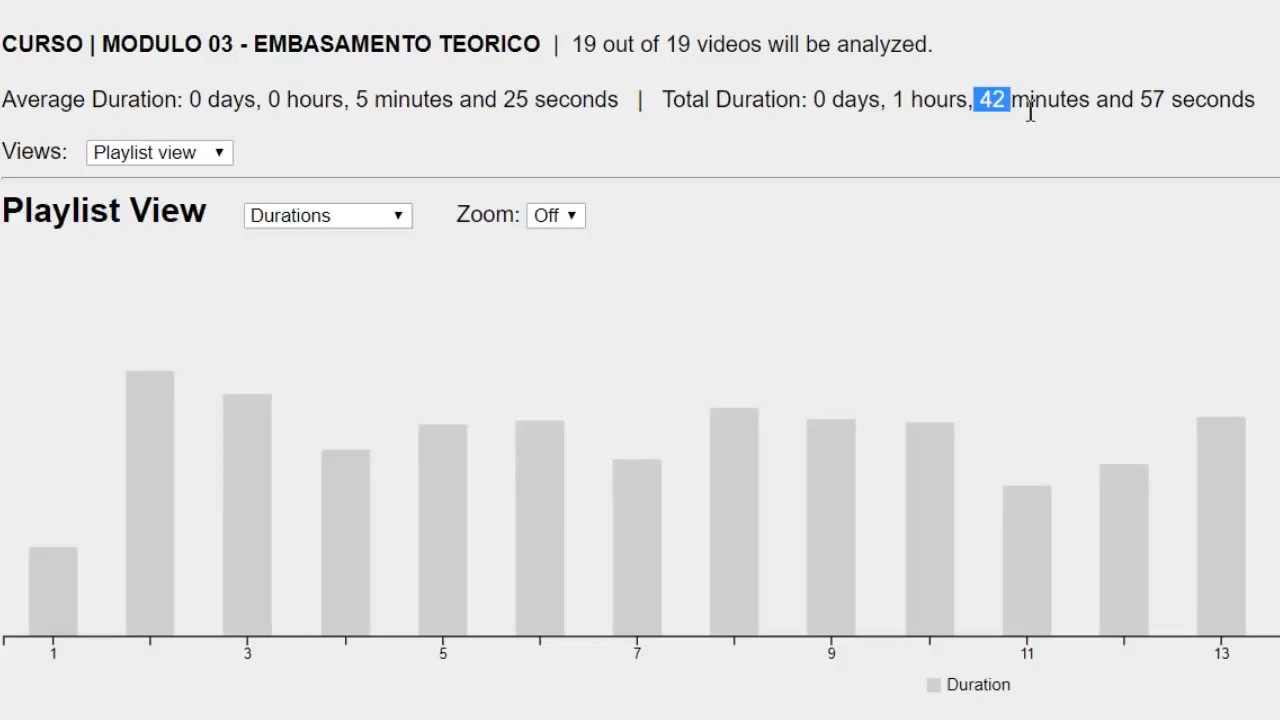 CURSO | MODULO 03 - EMBASAMENTO TEORICO | 19 out of 19 videos will be analyzed.
Average Duration: 0 days, 0 hours, 5 minutes and 25 seconds | Total Duration: 0 days, 1 hours, 42 minutes and 57 seconds
Views: Playlist view
Playlist View Durations Zoom: Off
1 3 5 7 9 11 13
Duration